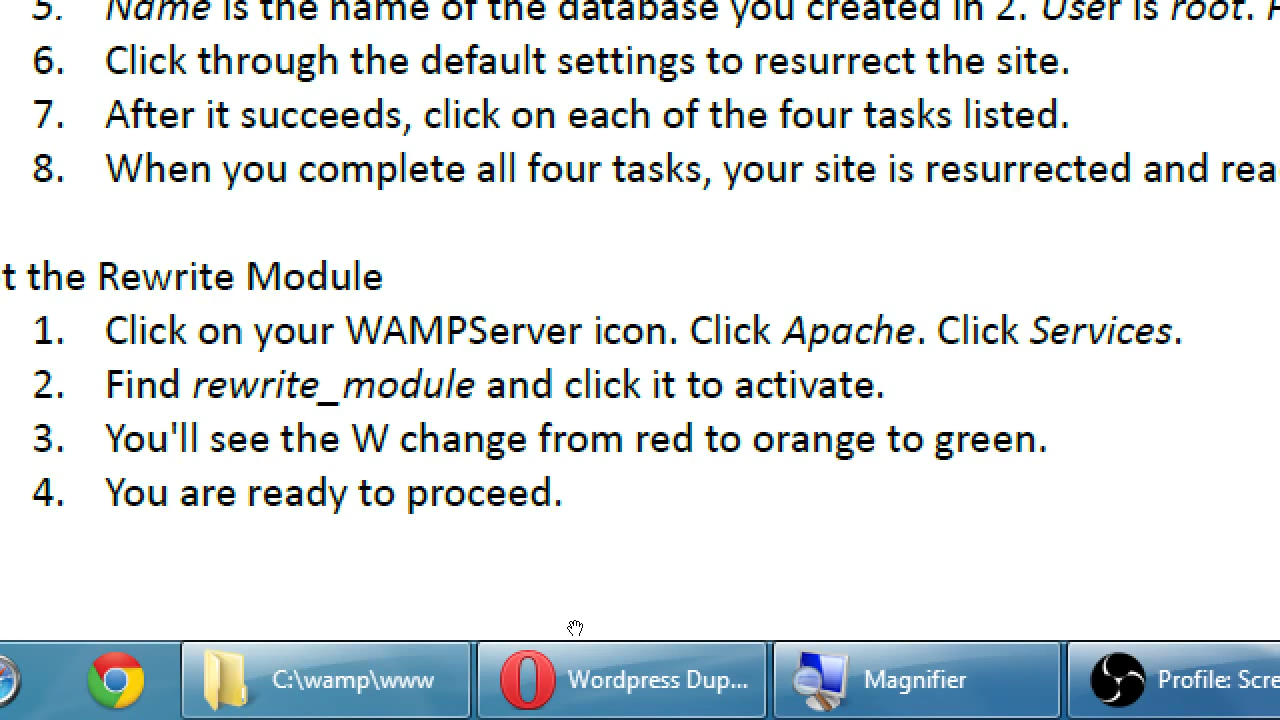 5. Name is the name of the database you created in 2. User is root.
6. Click through the default settings to resurrect the site.
7. After it succeeds, click on each of the four tasks listed.
8. When you complete all four tasks, your site is resurrected and rea
t the Rewrite Module
1. Click on your WAMPServer icon. Click Apache. Click Services.
2. Find rewrite_module and click it to activate.
3. You'll see the W change from red to orange to green.
4. You are ready to proceed.
C:\wamp\www Wordpress Dup... Magnifier Profile: Scre